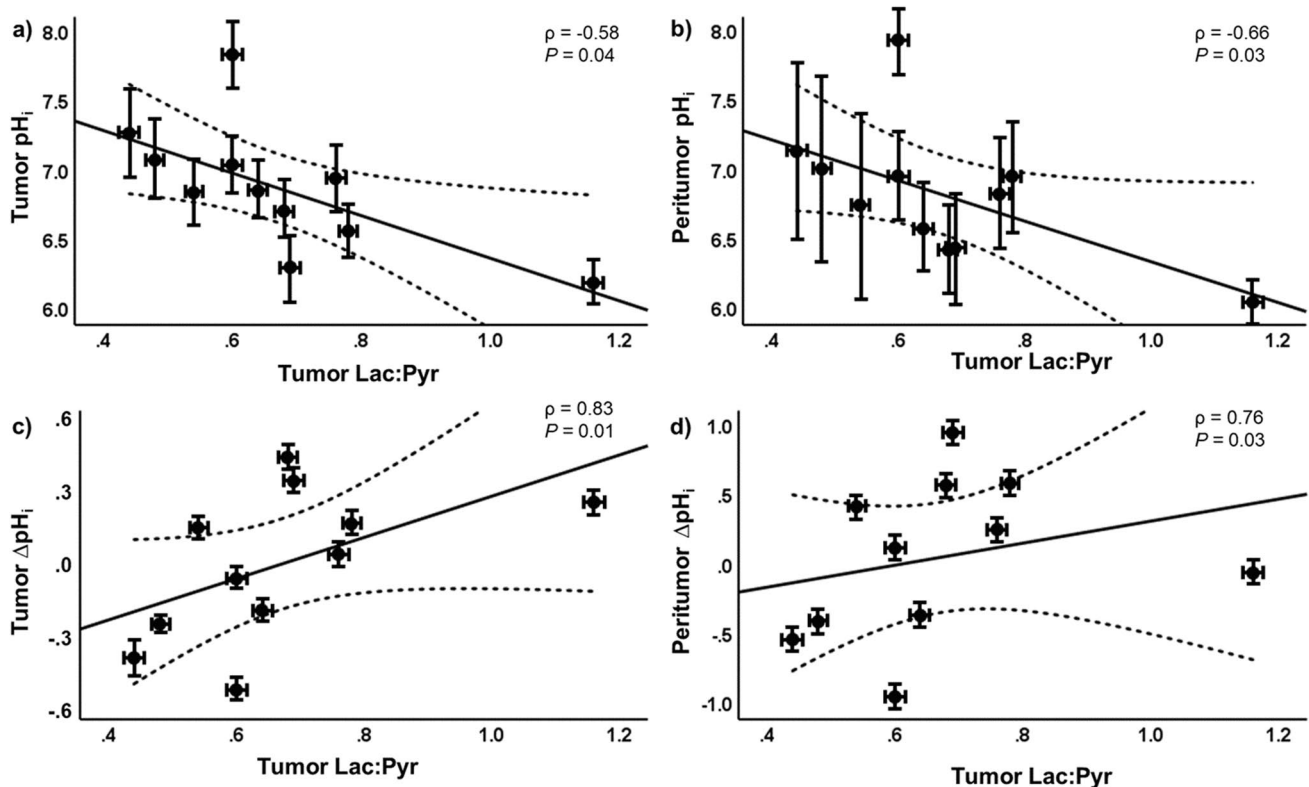 a)
ρ = -0.58
P = 0.04
Tumor pHi
8.0
7.5
7.0
6.5
6.0
.4 .6 .8 1.0 1.2
Tumor Lac:Pyr
b)
ρ = -0.66
P = 0.03
Peritumor pHi
8.0
7.5
7.0
6.5
6.0
.4 .6 .8 1.0 1.2
Tumor Lac:Pyr
c)
ρ = 0.83
P = 0.01
Tumor ΔpHi
.6
.3
.0
-.3
-.6
.4 .6 .8 1.0 1.2
Tumor Lac:Pyr
d)
ρ = 0.76
P = 0.03
Peritumor ΔpHi
1.0
.5
.0
-.5
-1.0
.4 .6 .8 1.0 1.2
Tumor Lac:Pyr